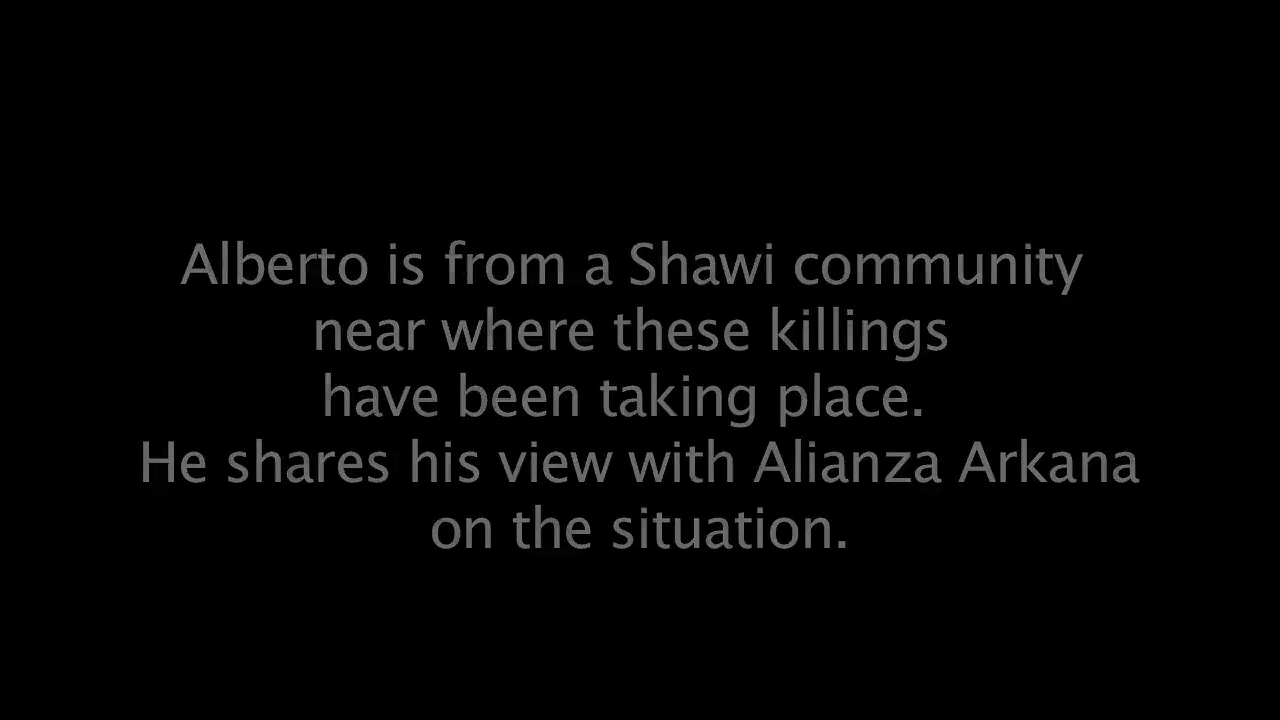 Alberto is from a Shawi community
near where these killings
have been taking place.
He shares his view with Alianza Arkana
on the situation.